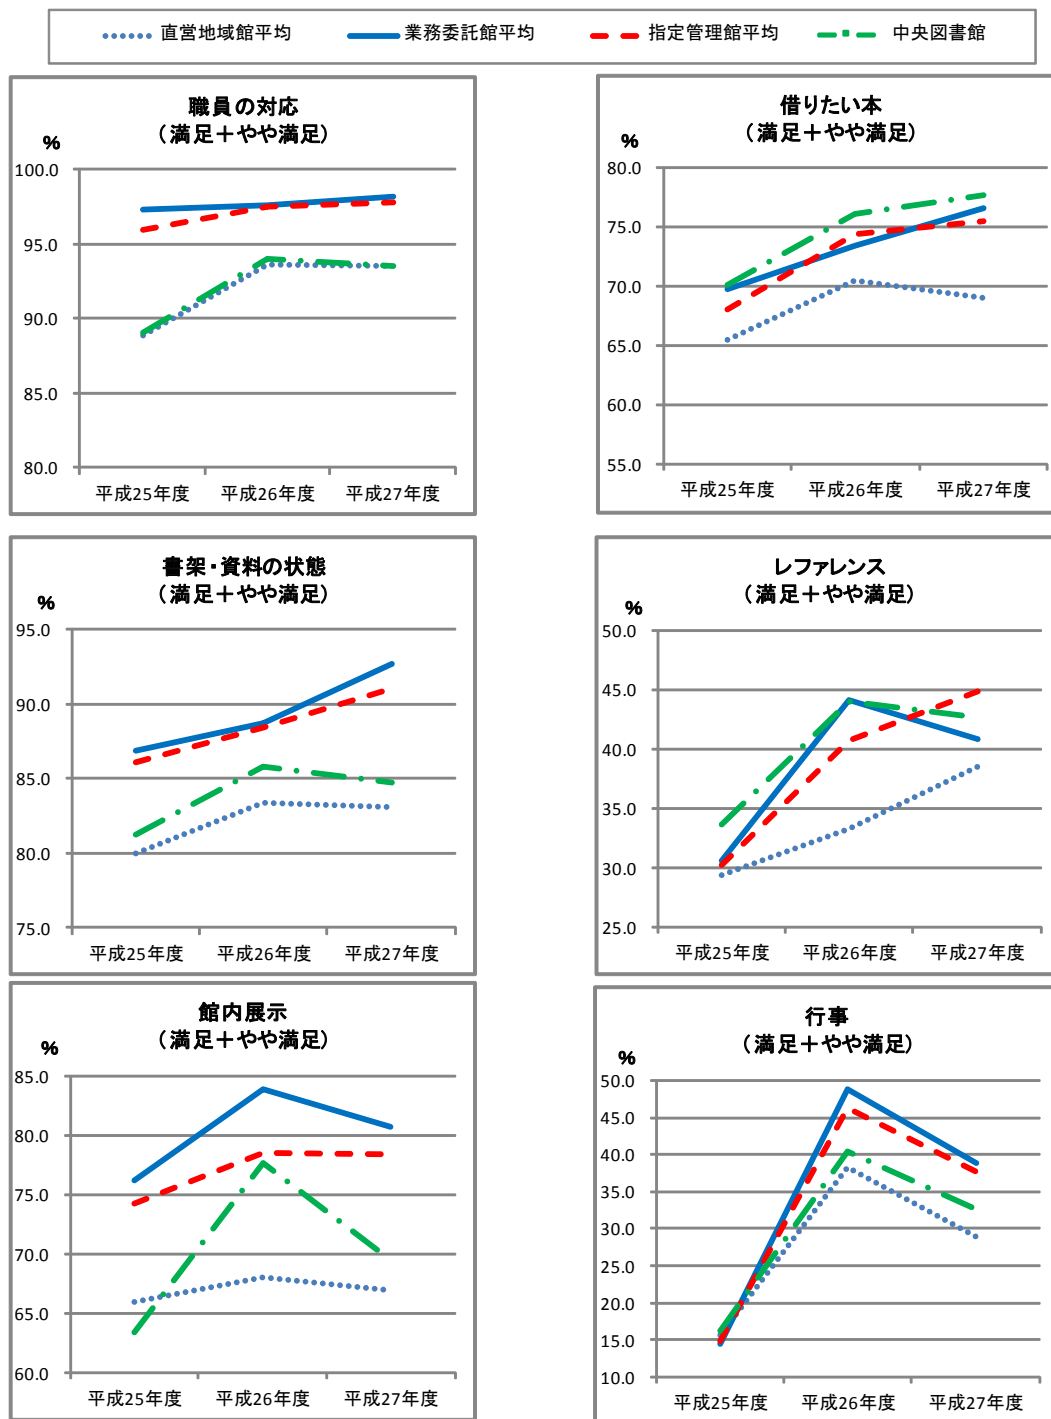 直営地域館平均 業務委託館平均 指定管理館平均 中央図書館
職員の対応
（満足＋やや満足）
%
100.0
95.0
90.0
85.0
80.0
平成25年度 平成26年度 平成27年度
借りたい本
（満足＋やや満足）
%
80.0
75.0
70.0
65.0
60.0
55.0
平成25年度 平成26年度 平成27年度
書架・資料の状態
（満足＋やや満足）
%
95.0
90.0
85.0
80.0
75.0
平成25年度 平成26年度 平成27年度
レファレンス
（満足＋やや満足）
%
50.0
45.0
40.0
35.0
30.0
25.0
平成25年度 平成26年度 平成27年度
館内展示
（満足＋やや満足）
%
85.0
80.0
75.0
70.0
65.0
60.0
平成25年度 平成26年度 平成27年度
行事
（満足＋やや満足）
%
50.0
45.0
40.0
35.0
30.0
25.0
20.0
15.0
10.0
平成25年度 平成26年度 平成27年度